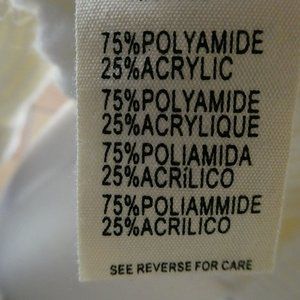 75%POLYAMIDE
25%ACRYLIC
75%POLYAMIDE
25%ACRYLIQUE
75%POLIAMIDA
25%ACRíLICO
75%POLIAMMIDE
25%ACRILICO
SEE REVERSE FOR CARE